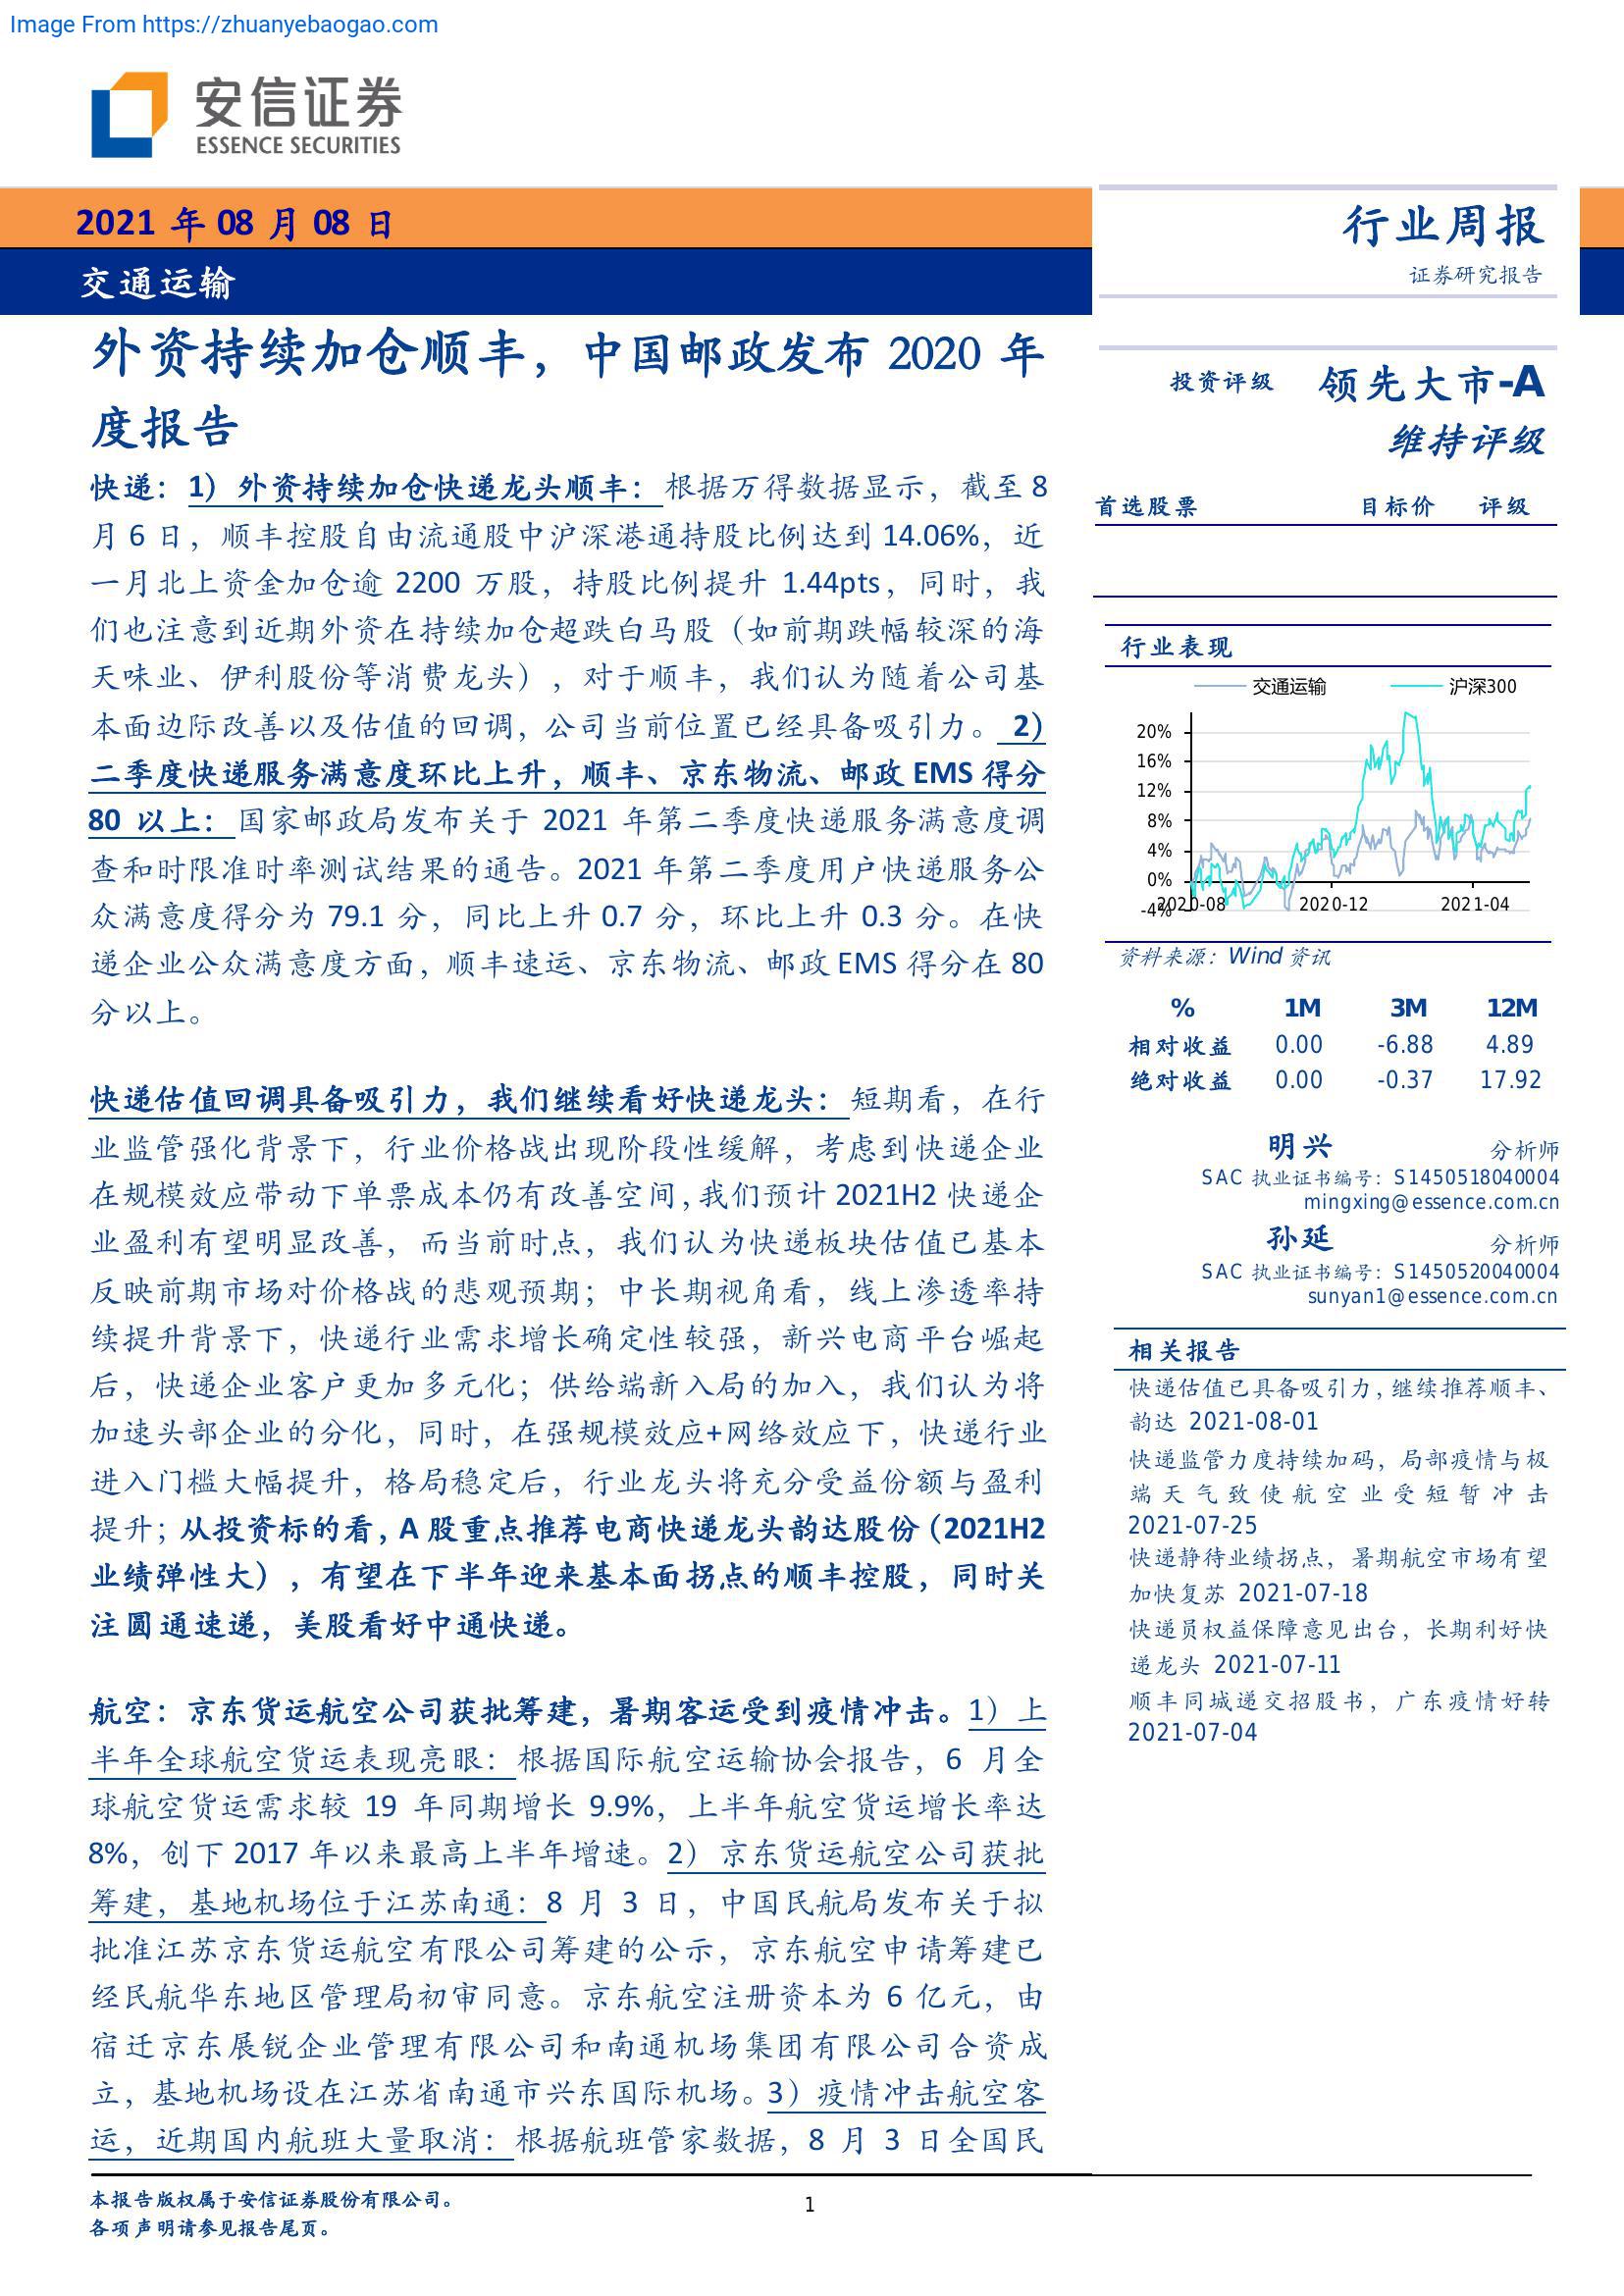 Image From https://zhuanyebaogao.com
安信证券
ESSENCE SECURITIES
2021 年 08 月 08 日
交通运输
外资持续加仓顺丰，中国邮政发布 2020 年
度报告
快递：1）外资持续加仓快递龙头顺丰：根据万得数据显示，截至 8
月 6 日，顺丰控股自由流通股中沪深港通持股比例达到 14.06%，近
一月北上资金加仓逾 2200 万股，持股比例提升 1.44pts，同时，我
们也注意到近期外资在持续加仓超跌白马股（如前期跌幅较深的海
天味业、伊利股份等消费龙头），对于顺丰，我们认为随着公司基
本面边际改善以及估值的回调，公司当前位置已经具备吸引力。2）
二季度快递服务满意度环比上升，顺丰、京东物流、邮政 EMS 得分
80 以上：国家邮政局发布关于 2021 年第二季度快递服务满意度调
查和时限准时率测试结果的通告。2021 年第二季度用户快递服务公
众满意度得分为 79.1 分，同比上升 0.7 分，环比上升 0.3 分。在快
递企业公众满意度方面，顺丰速运、京东物流、邮政 EMS 得分在 80
分以上。
快递估值回调具备吸引力，我们继续看好快递龙头：短期看，在行
业监管强化背景下，行业价格战出现阶段性缓解，考虑到快递企业
在规模效应带动下单票成本仍有改善空间，我们预计 2021H2 快递企
业盈利有望明显改善，而当前时点，我们认为快递板块估值已基本
反映前期市场对价格战的悲观预期；中长期视角看，线上渗透率持
续提升背景下，快递行业需求增长确定性较强，新兴电商平台崛起
后，快递企业客户更加多元化；供给端新入局的加入，我们认为将
加速头部企业的分化，同时，在强规模效应+网络效应下，快递行业
进入门槛大幅提升，格局稳定后，行业龙头将充分受益份额与盈利
提升；从投资标的看，A 股重点推荐电商快递龙头韵达股份（2021H2
业绩弹性大），有望在下半年迎来基本面拐点的顺丰控股，同时关
注圆通速递，美股看好中通快递。
航空：京东货运航空公司获批筹建，暑期客运受到疫情冲击。1）上
半年全球航空货运表现亮眼：根据国际航空运输协会报告，6 月全
球航空货运需求较 19 年同期增长 9.9%，上半年航空货运增长率达
8%，创下 2017 年以来最高上半年增速。2）京东货运航空公司获批
筹建，基地机场位于江苏南通：8 月 3 日，中国民航局发布关于拟
批准江苏京东货运航空有限公司筹建的公示，京东航空申请筹建已
经民航华东地区管理局初审同意。京东航空注册资本为 6 亿元，由
宿迁京东展锐企业管理有限公司和南通机场集团有限公司合资成
立，基地机场设在江苏省南通市兴东国际机场。3）疫情冲击航空客
运，近期国内航班大量取消：根据航班管家数据，8 月 3 日全国民
行业周报
证券研究报告
投资评级 领先大市-A
维持评级
首选股票 目标价 评级
行业表现
交通运输 沪深300
20%
16%
12%
8%
4%
0%
-4%
2020-08 2020-12 2021-04
资料来源：Wind 资讯
% 1M 3M 12M
相对收益 0.00 -6.88 4.89
绝对收益 0.00 -0.37 17.92
明兴 分析师
SAC 执业证书编号：S1450518040004
mingxing@essence.com.cn
孙延 分析师
SAC 执业证书编号：S1450520040004
sunyan1@essence.com.cn
相关报告
快递估值已具备吸引力，继续推荐顺丰、
韵达 2021-08-01
快递监管力度持续加码，局部疫情与极
端天气致使航空业受短暂冲击
2021-07-25
快递静待业绩拐点，暑期航空市场有望
加快复苏 2021-07-18
快递员权益保障意见出台，长期利好快
递龙头 2021-07-11
顺丰同城递交招股书，广东疫情好转
2021-07-04
本报告版权属于安信证券股份有限公司。
各项声明请参见报告尾页。
1